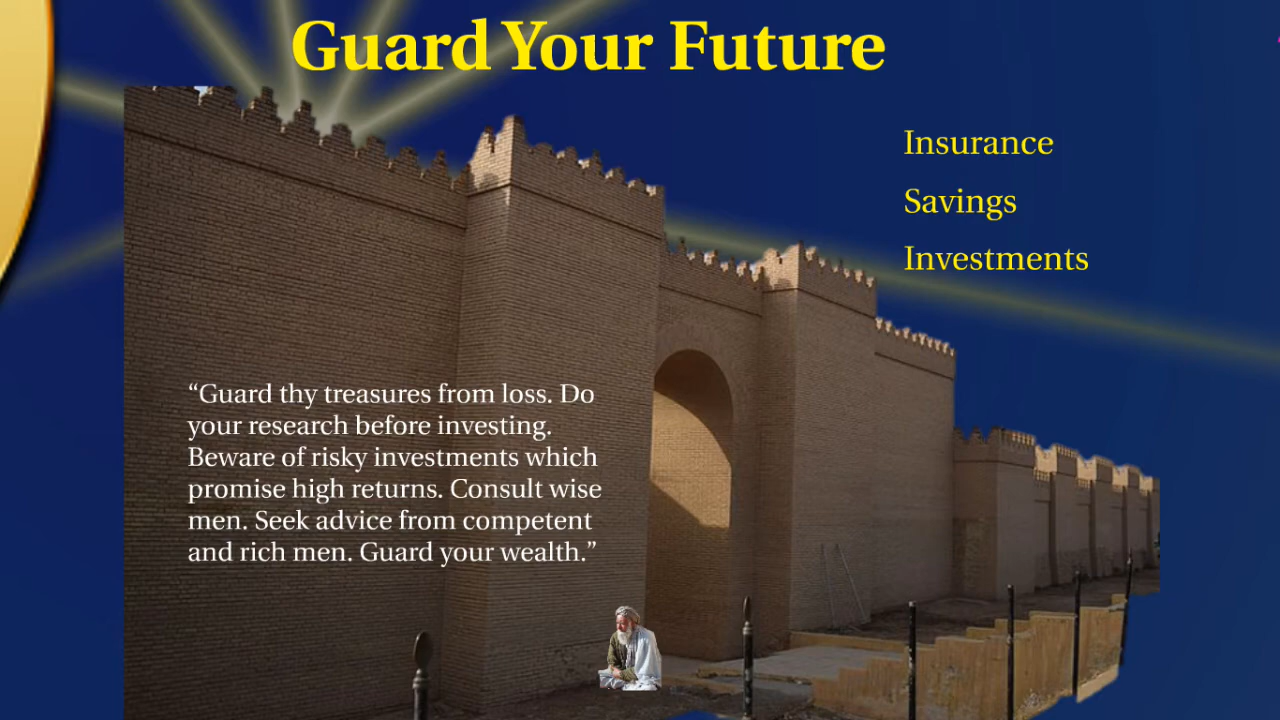 Guard Your Future
Insurance
Savings
Investments
“Guard thy treasures from loss. Do
your research before investing.
Beware of risky investments which
promise high returns. Consult wise
men. Seek advice from competent
and rich men. Guard your wealth.”